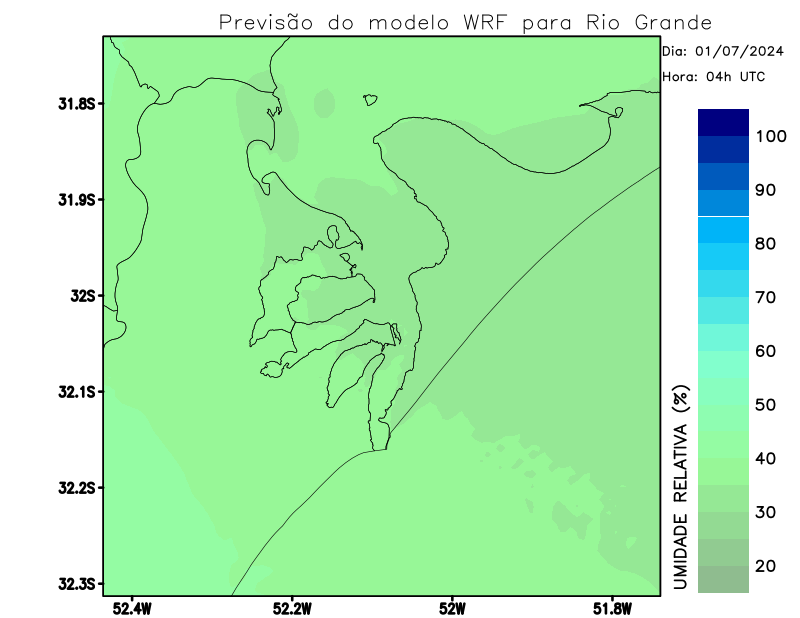 Previsão do modelo WRF para Rio Grande
Dia: 01/07/2024
Hora: 04h UTC
31.8S
31.9S
32S
32.1S
32.2S
32.3S
52.4W
52.2W
52W
51.8W
100
90
80
70
60
50
40
30
20
UMIDADE RELATIVA (%)